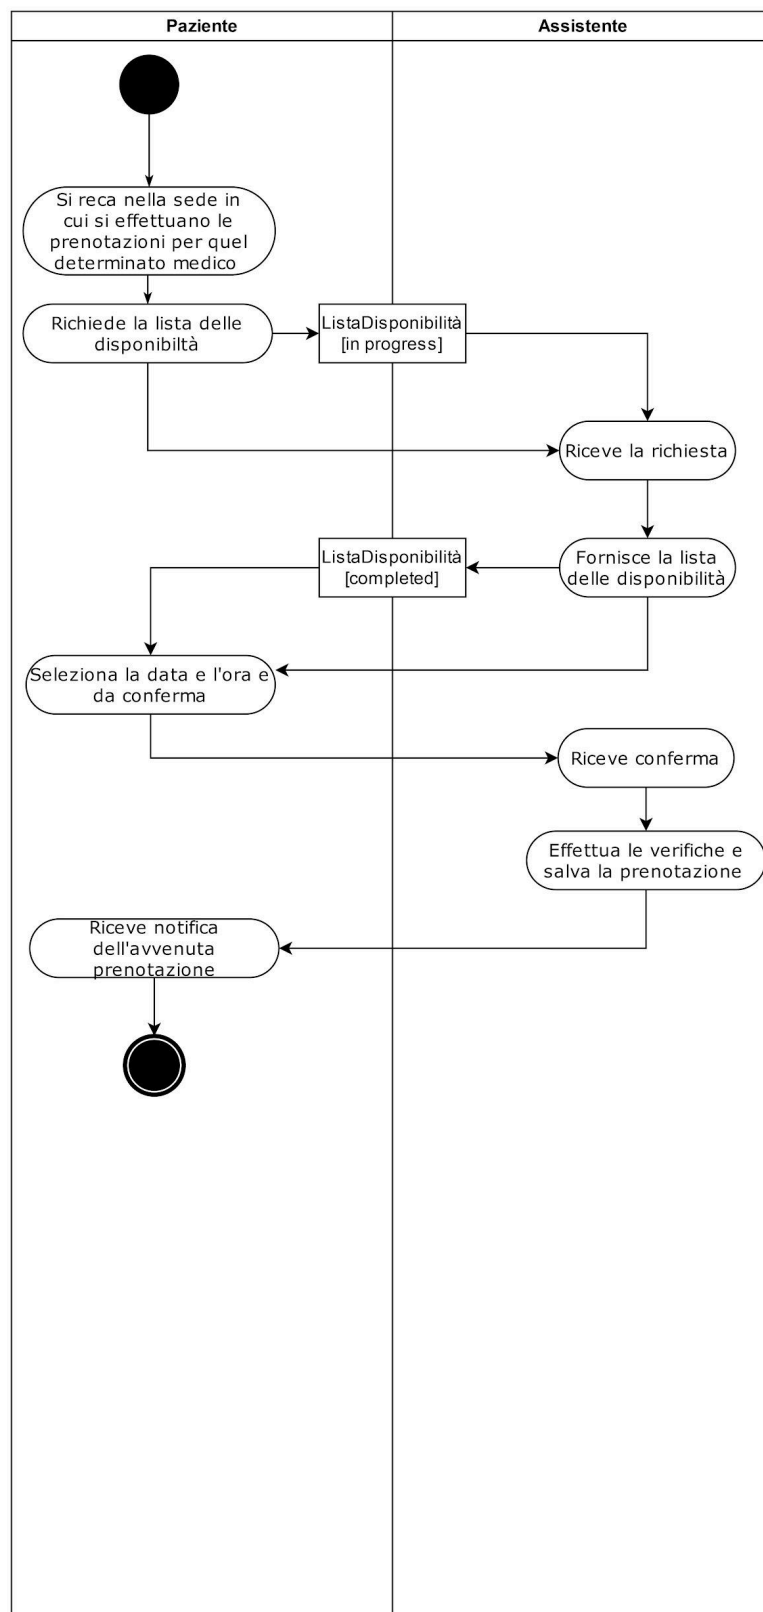 Paziente
Assistente
Si reca nella sede in
cui si effettuano le
prenotazioni per quel
determinato medico
Richiede la lista delle
disponibiltà
ListaDisponibilità
[in progress]
Riceve la richiesta
ListaDisponibilità
[completed]
Fornisce la lista
delle disponibilità
Seleziona la data e l'ora e
da conferma
Riceve conferma
Effettua le verifiche e
salva la prenotazione
Riceve notifica
dell'avvenuta
prenotazione